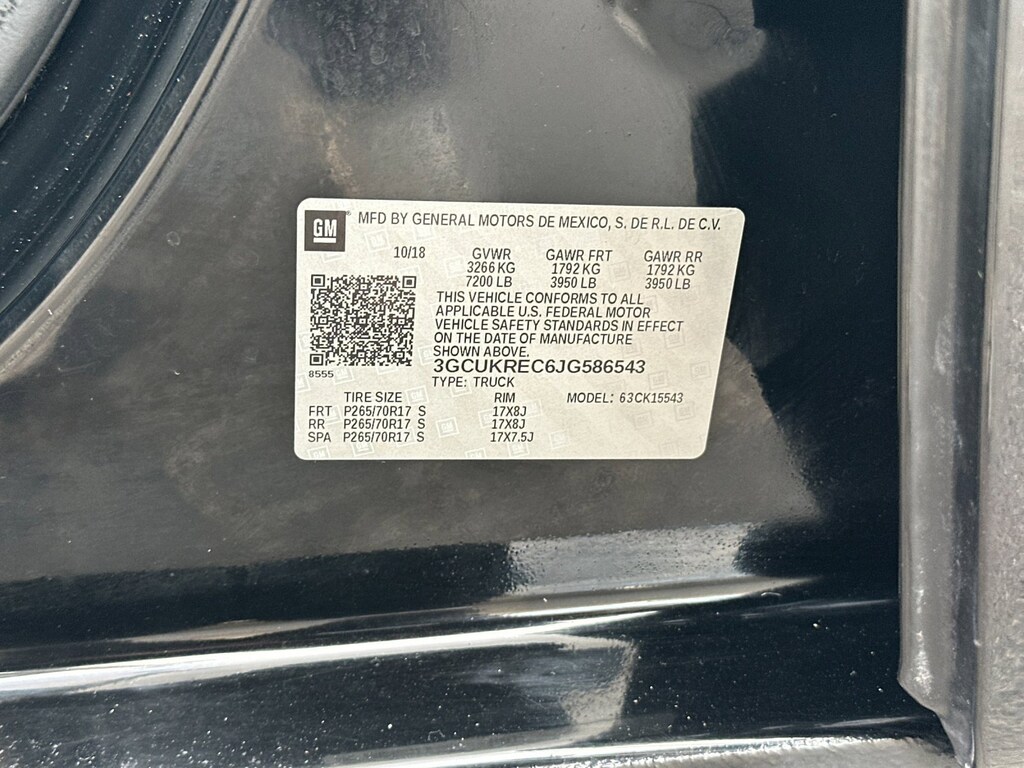 GM
MFD BY GENERAL MOTORS DE MEXICO, S. DE R.L. DE C.V.
10/18 GVWR GAWR FRT GAWR RR
3266 KG 1792 KG 1792 KG
7200 LB 3950 LB 3950 LB
THIS VEHICLE CONFORMS TO ALL
APPLICABLE U.S. FEDERAL MOTOR
VEHICLE SAFETY STANDARDS IN EFFECT
ON THE DATE OF MANUFACTURE
SHOWN ABOVE.
3GCUKREC6JG586543
8555
TYPE: TRUCK
TIRE SIZE RIM MODEL: 63CK15543
FRT P265/70R17 S 17X8J
RR P265/70R17 S 17X8J
SPA P265/70R17 S 17X7.5J